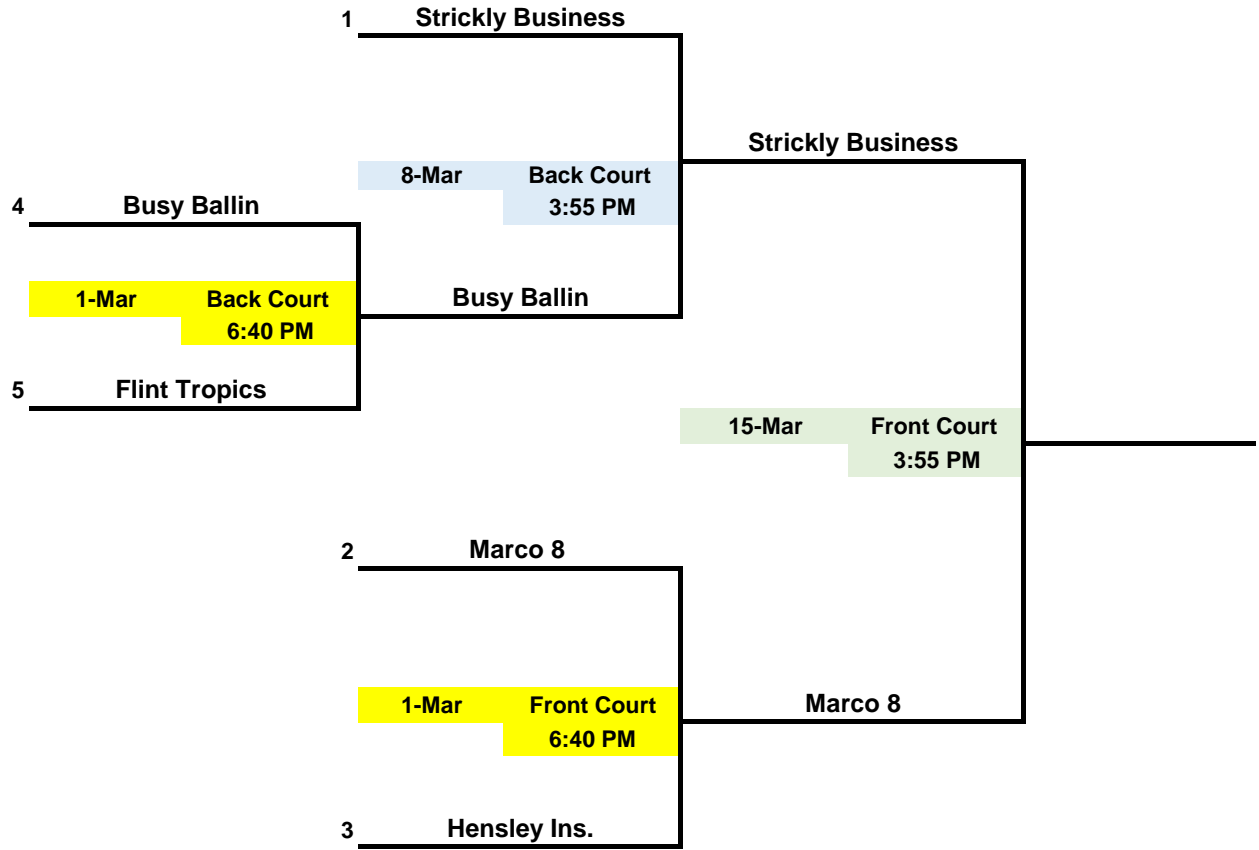 1 Strickly Business
Strickly Business
8-Mar Back Court
3:55 PM
4 Busy Ballin
1-Mar Back Court
6:40 PM
Busy Ballin
5 Flint Tropics
15-Mar Front Court
3:55 PM
2 Marco 8
1-Mar Front Court
6:40 PM
Marco 8
3 Hensley Ins.